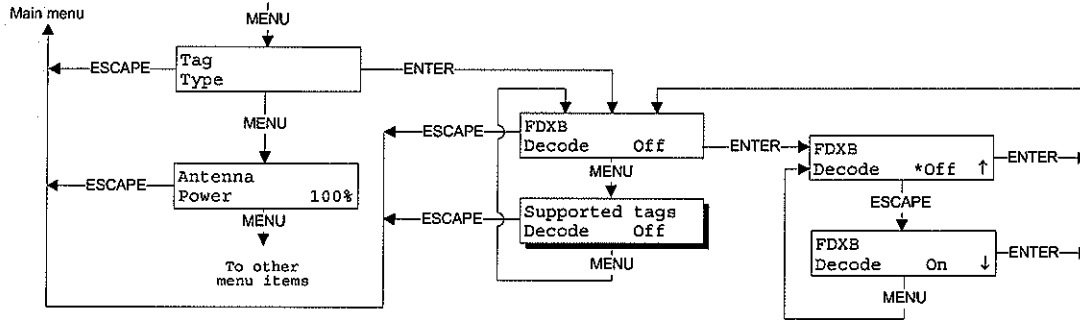 Main menu
MENU
ESCAPE
Tag
Type
ENTER
MENU
ESCAPE
Antenna
Power 100%
MENU
To other
menu items
ESCAPE
FDXB
Decode Off
ENTER
MENU
ESCAPE
Supported tags
Decode Off
MENU
FDXB
Decode *Off ↑
ENTER
ESCAPE
FDXB
Decode On ↓
ENTER
MENU